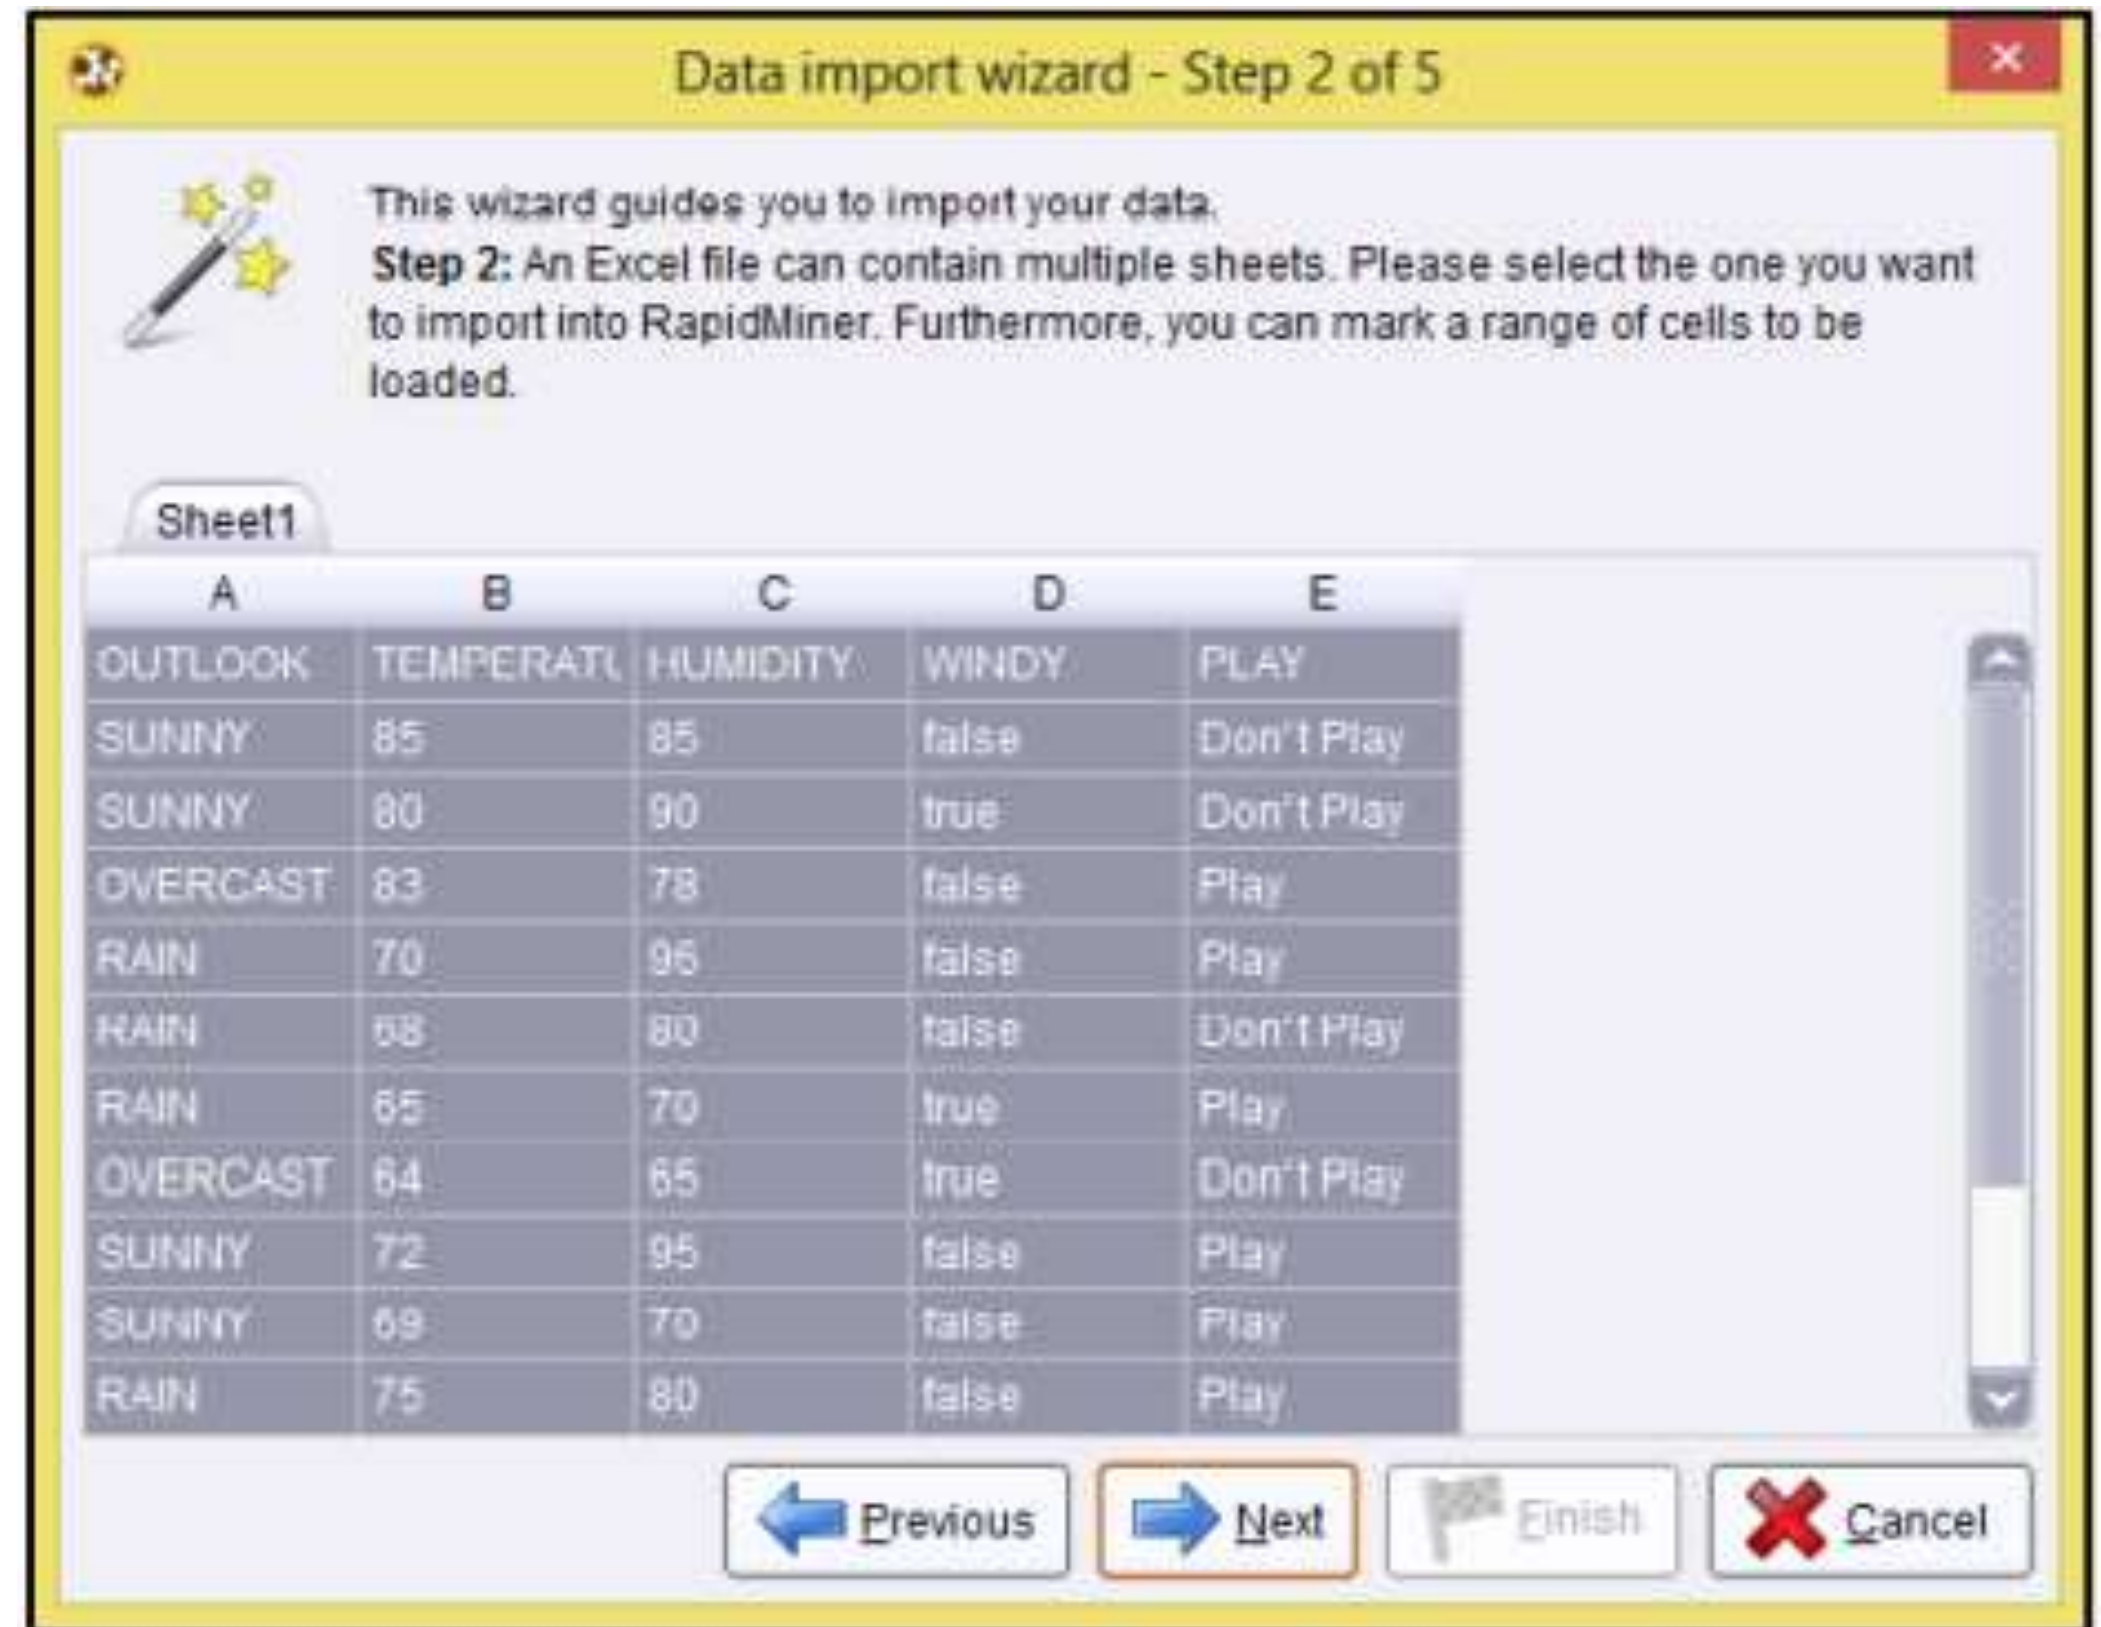 Data import wizard - Step 2 of 5
This wizard guides you to import your data.
Step 2: An Excel file can contain multiple sheets. Please select the one you want
to import into RapidMiner. Furthermore, you can mark a range of cells to be
loaded.
Sheet1
A B C D E
OUTLOOK TEMPERATU HUMIDITY WINDY PLAY
SUNNY 85 85 false Don't Play
SUNNY 80 90 true Don't Play
OVERCAST 83 78 false Play
RAIN 70 96 false Play
RAIN 68 80 false Don't Play
RAIN 65 70 true Play
OVERCAST 64 65 true Don't Play
SUNNY 72 95 false Play
SUNNY 69 70 false Play
RAIN 75 80 false Play
Previous Next Finish Cancel